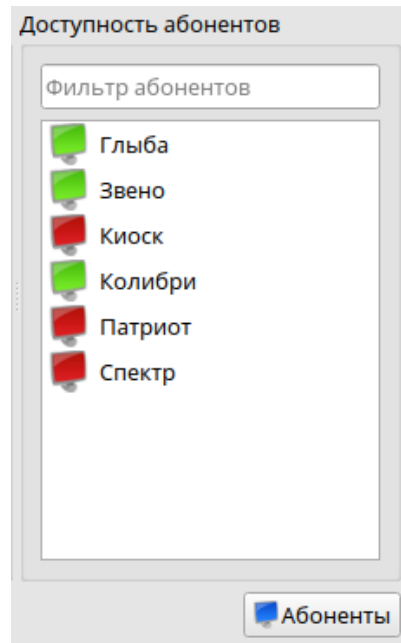 Доступность абонентов
Фильтр абонентов
Глыба
Звено
Киоск
Колибри
Патриот
Спектр
Абоненты